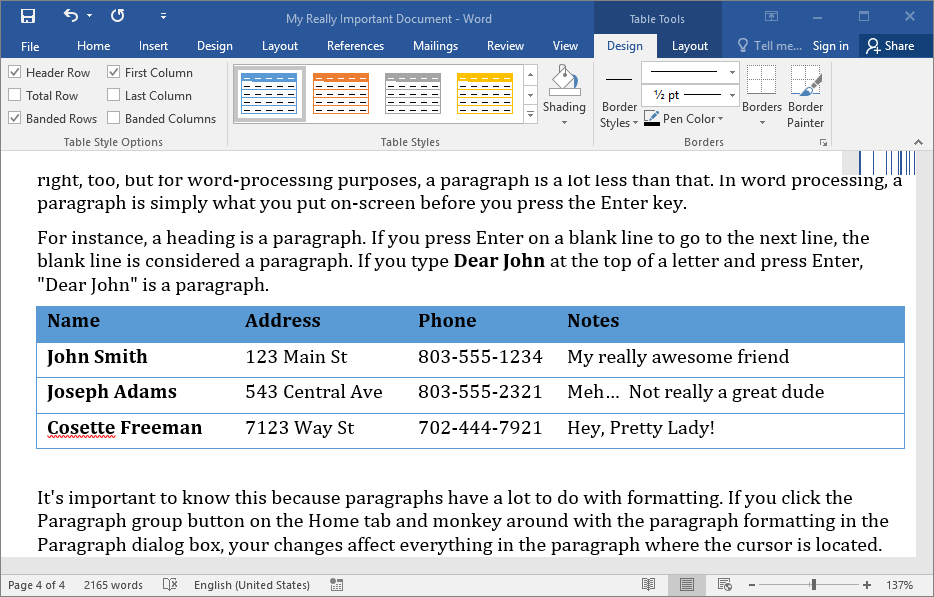 My Really Important Document - Word
Table Tools
File Home Insert Design Layout References Mailings Review View Design Layout Tell me... Sign in Share
Header Row First Column
Total Row Last Column
Banded Rows Banded Columns
Table Style Options
Table Styles
Shading
Border Styles
½ pt
Pen Color
Borders
Border Painter
Borders
right, too, but for word-processing purposes, a paragraph is a lot less than that. In word processing, a
paragraph is simply what you put on-screen before you press the Enter key.
For instance, a heading is a paragraph. If you press Enter on a blank line to go to the next line, the
blank line is considered a paragraph. If you type Dear John at the top of a letter and press Enter,
"Dear John" is a paragraph.
Name Address Phone Notes
John Smith 123 Main St 803-555-1234 My really awesome friend
Joseph Adams 543 Central Ave 803-555-2321 Meh... Not really a great dude
Cosette Freeman 7123 Way St 702-444-7921 Hey, Pretty Lady!
It's important to know this because paragraphs have a lot to do with formatting. If you click the
Paragraph group button on the Home tab and monkey around with the paragraph formatting in the
Paragraph dialog box, your changes affect everything in the paragraph where the cursor is located.
Page 4 of 4 2165 words English (United States) 137%